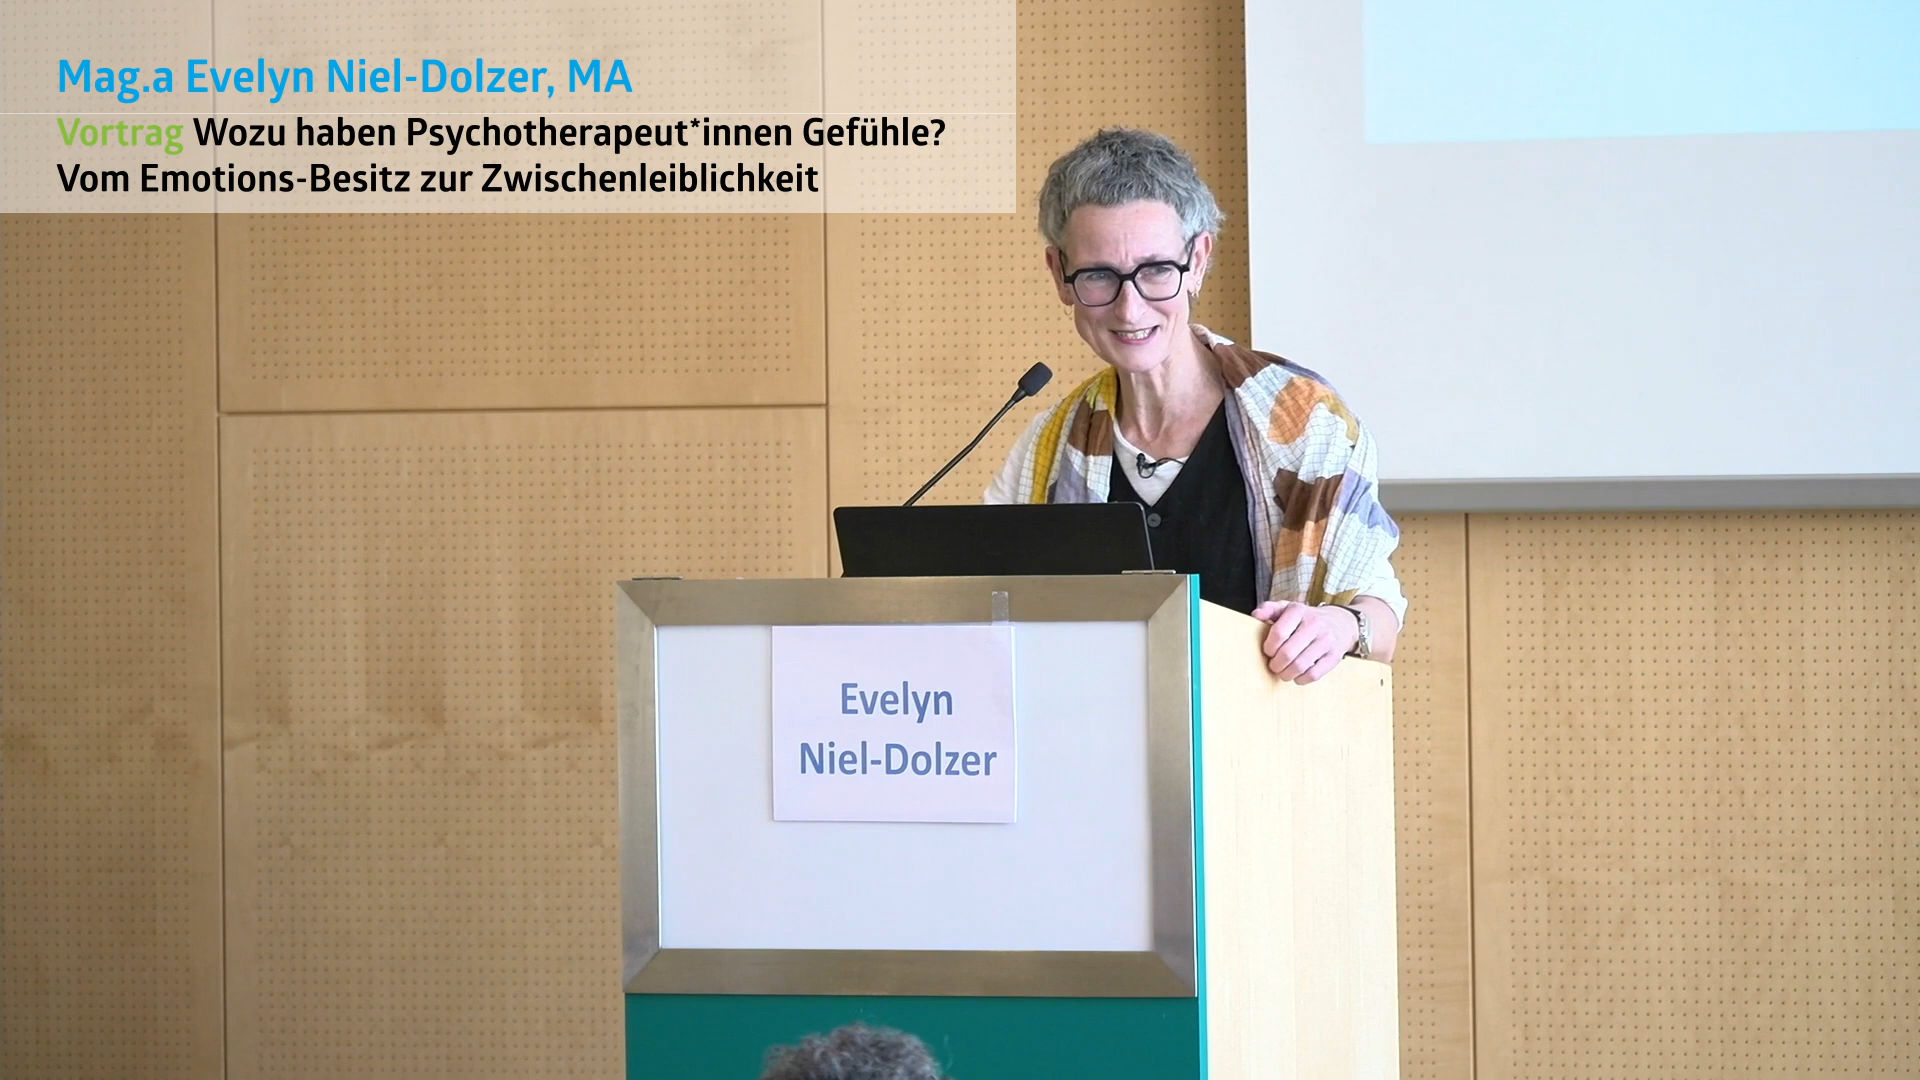 Mag.a Evelyn Niel-Dolzer, MA
Vortrag Wozu haben Psychotherapeut*innen Gefühle?
Vom Emotions-Besitz zur Zwischenleiblichkeit
Evelyn
Niel-Dolzer